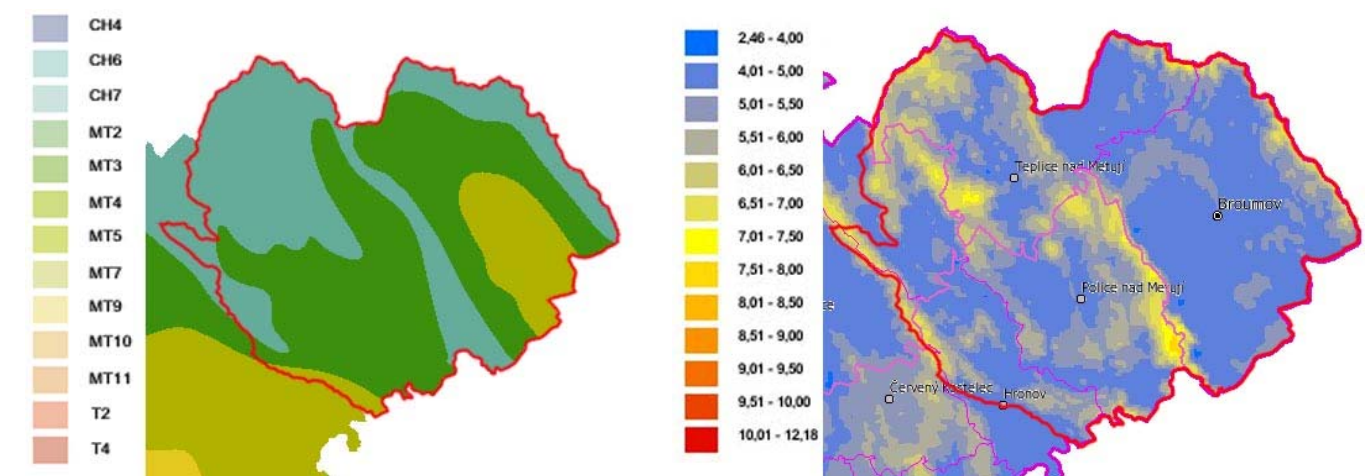 CH4
CH6
CH7
MT2
MT3
MT4
MT5
MT7
MT9
MT10
MT11
T2
T4
2,46 - 4,00
4,01 - 5,00
5,01 - 5,50
5,51 - 6,00
6,01 - 6,50
6,51 - 7,00
7,01 - 7,50
7,51 - 8,00
8,01 - 8,50
8,51 - 9,00
9,01 - 9,50
9,51 - 10,00
10,01 - 12,18
Teplice nad Metují
Broumov
Police nad Metují
Červený Kostelec
Hronov